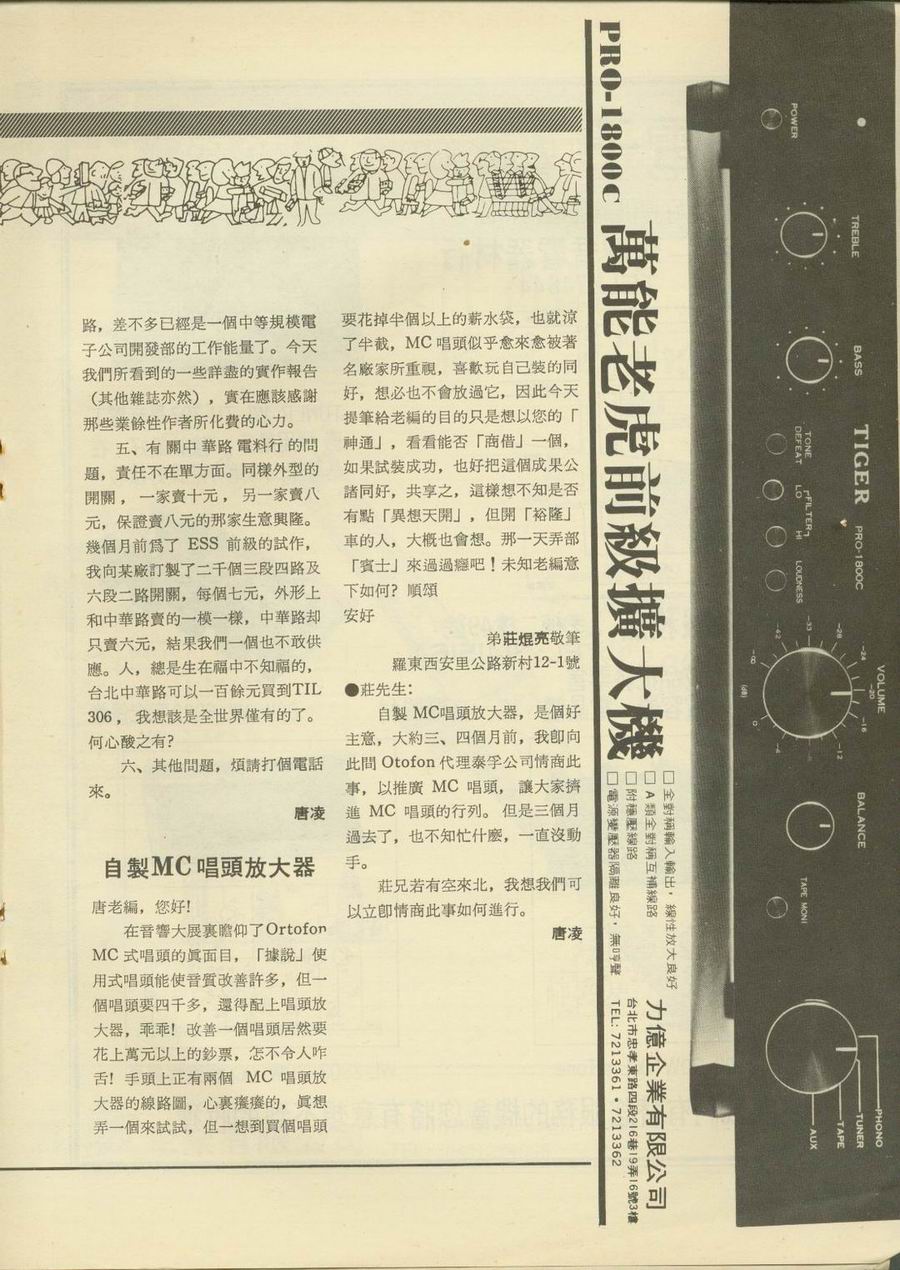 路，差不多已經是一個中等規模電
子公司開發部的工作能量了。今天
我們所看到的一些詳盡的實作報告
（其他雜誌亦然），實在應該感謝
那些業餘性作者所化費的心力。
五、有關中華路電料行的問
題，責任不在單方面。同樣外型的
開關，一家賣十元，另一家賣八
元，保證賣八元的那家生意興隆。
幾個月前爲了 ESS 前級的試作，
我向某廠訂製了二千個三段四路及
六段二路開關，每個七元，外形上
和中華路賣的一模一樣，中華路却
只賣六元，結果我們一個也不敢供
應。人，總是生在福中不知福的，
台北中華路可以一百餘元買到TIL
306，我想該是全世界僅有的了。
何心酸之有?
六、其他問題，煩請打個電話
來。
唐凌
自製MC唱頭放大器
唐老編，您好!
在音響大展裏瞻仰了Ortofon
MC 式唱頭的眞面目，「據說」使
用式唱頭能使音質改善許多，但一
個唱頭要四千多，還得配上唱頭放
大器，乖乖! 改善一個唱頭居然要
花上萬元以上的鈔票，怎不令人咋
舌! 手頭上正有兩個 MC 唱頭放
大器的線路圖，心裏癢癢的，眞想
弄一個來試試，但一想到買個唱頭
要花掉半個以上的薪水袋，也就涼
了半截，MC 唱頭似乎愈來愈被著
名廠家所重視，喜歡玩自己裝的同
好，想必也不會放過它，因此今天
提筆給老編的目的只是想以您的「
神通」，看看能否「商借」一個，
如果試裝成功，也好把這個成果公
諸同好，共享之，這樣想不知是否
有點「異想天開」，但開「裕隆」
車的人，大概也會想。那一天弄部
「賓士」來過過癮吧！未知老編意
下如何? 順頌
安好
弟莊焜亮敬筆
羅東西安里公路新村12-1號
●莊先生:
自製 MC唱頭放大器，是個好
主意，大約三、四個月前，我卽向
此間 Otofon 代理泰孚公司情商此
事，以推廣 MC 唱頭，讓大家擠
進 MC 唱頭的行列。但是三個月
過去了，也不知忙什麽，一直沒動
手。
莊兄若有空來北，我想我們可
以立卽情商此事如何進行。
唐凌
PRO-1800C 萬能老虎前級擴大機
□全對稱輸入輸出，線性放大良好
□A類全對稱互補線路
□附穩壓線路
□電源變壓器隔離良好，無哼聲
力億企業有限公司
台北市忠孝東路四段216巷19弄16號3樓
TEL: 7213361•7213362
TIGER PRO-1800C
POWER
TREBLE
BASS
TONE
DEFEAT
FILTER
LO HI
LOUDNESS
VOLUME
-∞
-42
-33
-28
-24
-20
-16
-12
-4
0
(dB)
BALANCE
TAPE MONI
PHONO
TUNER
TAPE
AUX